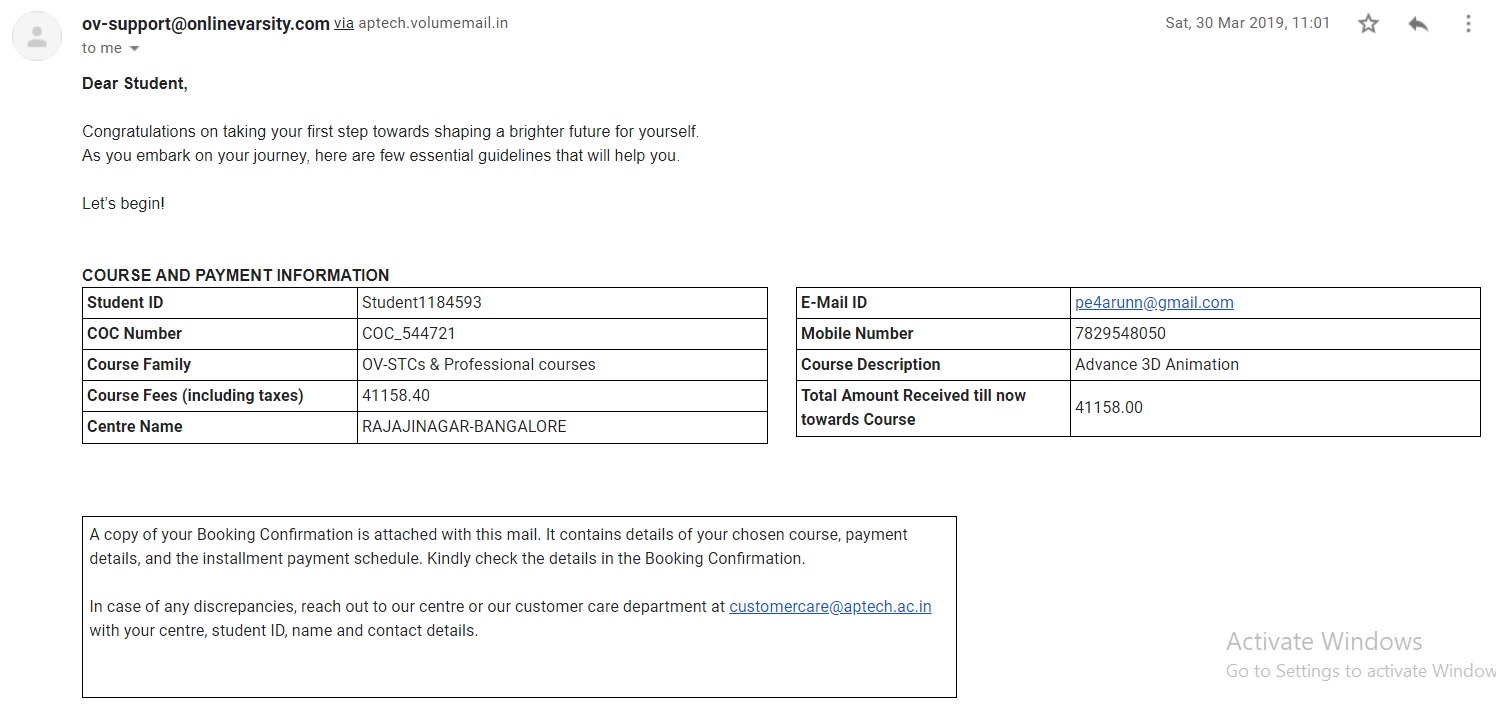 ov-support@onlinevarsity.com via aptech.volumemail.in
Sat, 30 Mar 2019, 11:01
to me
Dear Student,
Congratulations on taking your first step towards shaping a brighter future for yourself.
As you embark on your journey, here are few essential guidelines that will help you.
Let's begin!
COURSE AND PAYMENT INFORMATION
Student ID Student1184593
COC Number COC_544721
Course Family OV-STCs & Professional courses
Course Fees (including taxes) 41158.40
Centre Name RAJAJINAGAR-BANGALORE
E-Mail ID pe4arunn@gmail.com
Mobile Number 7829548050
Course Description Advance 3D Animation
Total Amount Received till now
towards Course
41158.00
A copy of your Booking Confirmation is attached with this mail. It contains details of your chosen course, payment
details, and the installment payment schedule. Kindly check the details in the Booking Confirmation.
In case of any discrepancies, reach out to our centre or our customer care department at customercare@aptech.ac.in
with your centre, student ID, name and contact details.
Activate Windows
Go to Settings to activate Window